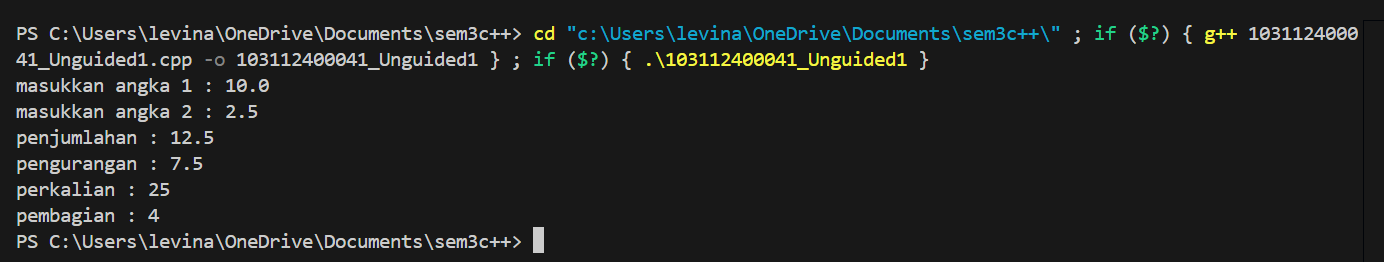 PS C:\Users\levina\OneDrive\Documents\sem3c++> cd "c:\Users\levina\OneDrive\Documents\sem3c++\" ; if ($?) { g++ 1031124000
41_Unguided1.cpp -o 103112400041_Unguided1 } ; if ($?) { .\103112400041_Unguided1 }
masukkan angka 1 : 10.0
masukkan angka 2 : 2.5
penjumlahan : 12.5
pengurangan : 7.5
perkalian : 25
pembagian : 4
PS C:\Users\levina\OneDrive\Documents\sem3c++>